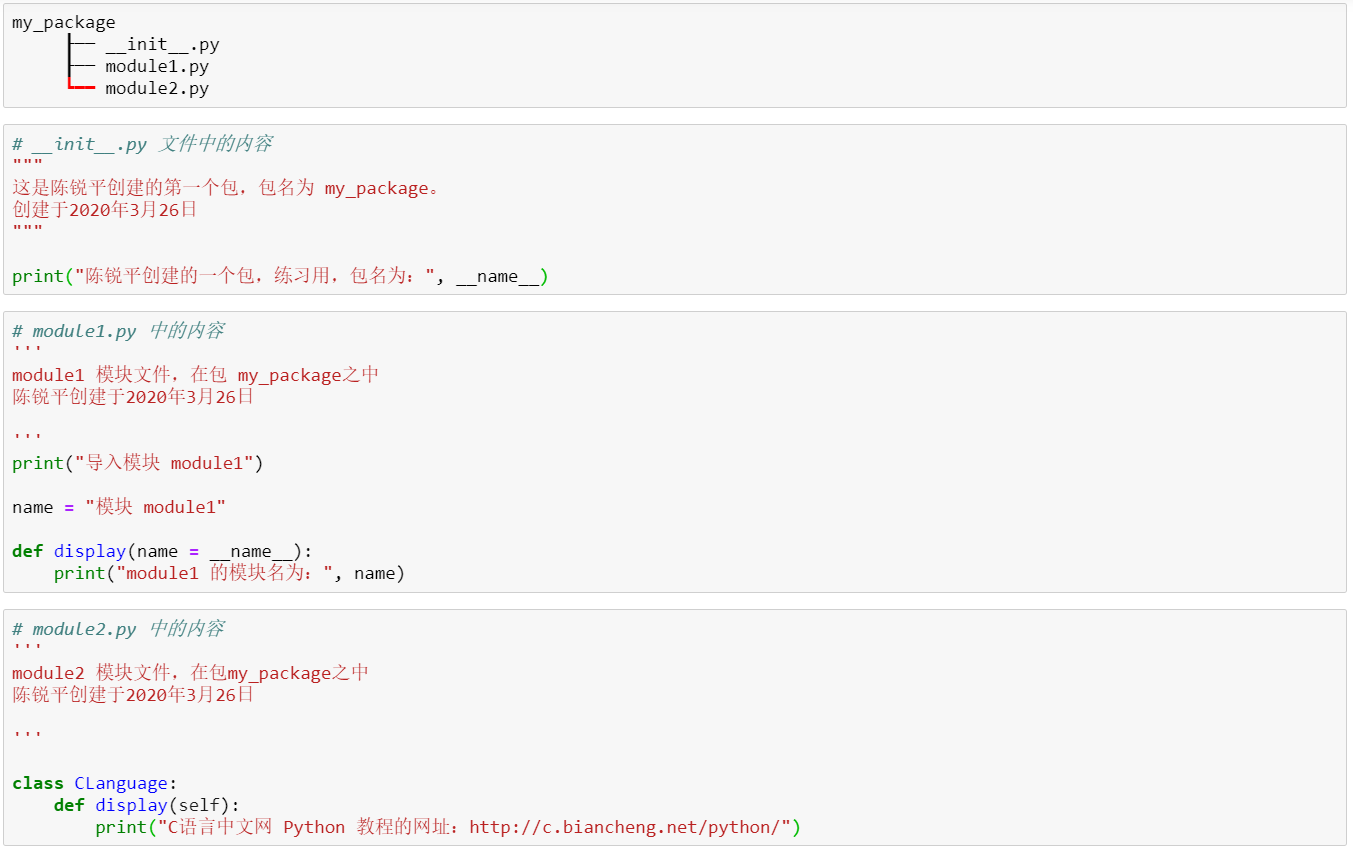 my_package
├── __init__.py
├── module1.py
┗━━ module2.py
# __init__.py 文件中的内容
"""
这是陈锐平创建的第一个包，包名为 my_package。
创建于2020年3月26日
"""
print("陈锐平创建的一个包，练习用，包名为：", __name__)
# module1.py 中的内容
'''
module1 模块文件，在包 my_package之中
陈锐平创建于2020年3月26日
'''
print("导入模块 module1")
name = "模块 module1"
def display(name = __name__):
    print("module1 的模块名为：", name)
# module2.py 中的内容
'''
module2 模块文件，在包my_package之中
陈锐平创建于2020年3月26日
'''
class CLanguage:
    def display(self):
        print("C语言中文网 Python 教程的网址：http://c.biancheng.net/python/")